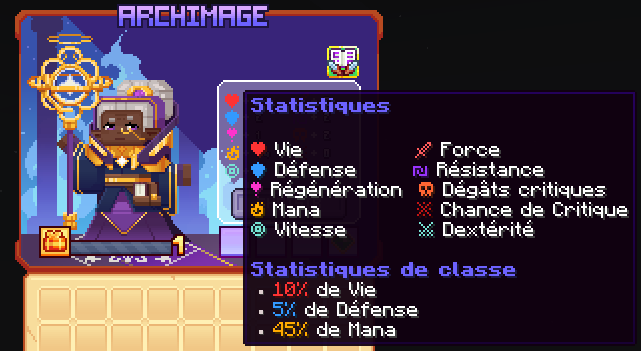 ARCHIMAGE
Statistiques
Vie
Force
Défense
Résistance
Régénération
Dégâts critiques
Mana
Chance de Critique
Vitesse
Dextérité
1
Statistiques de classe
• 10% de Vie
• 5% de Défense
• 45% de Mana